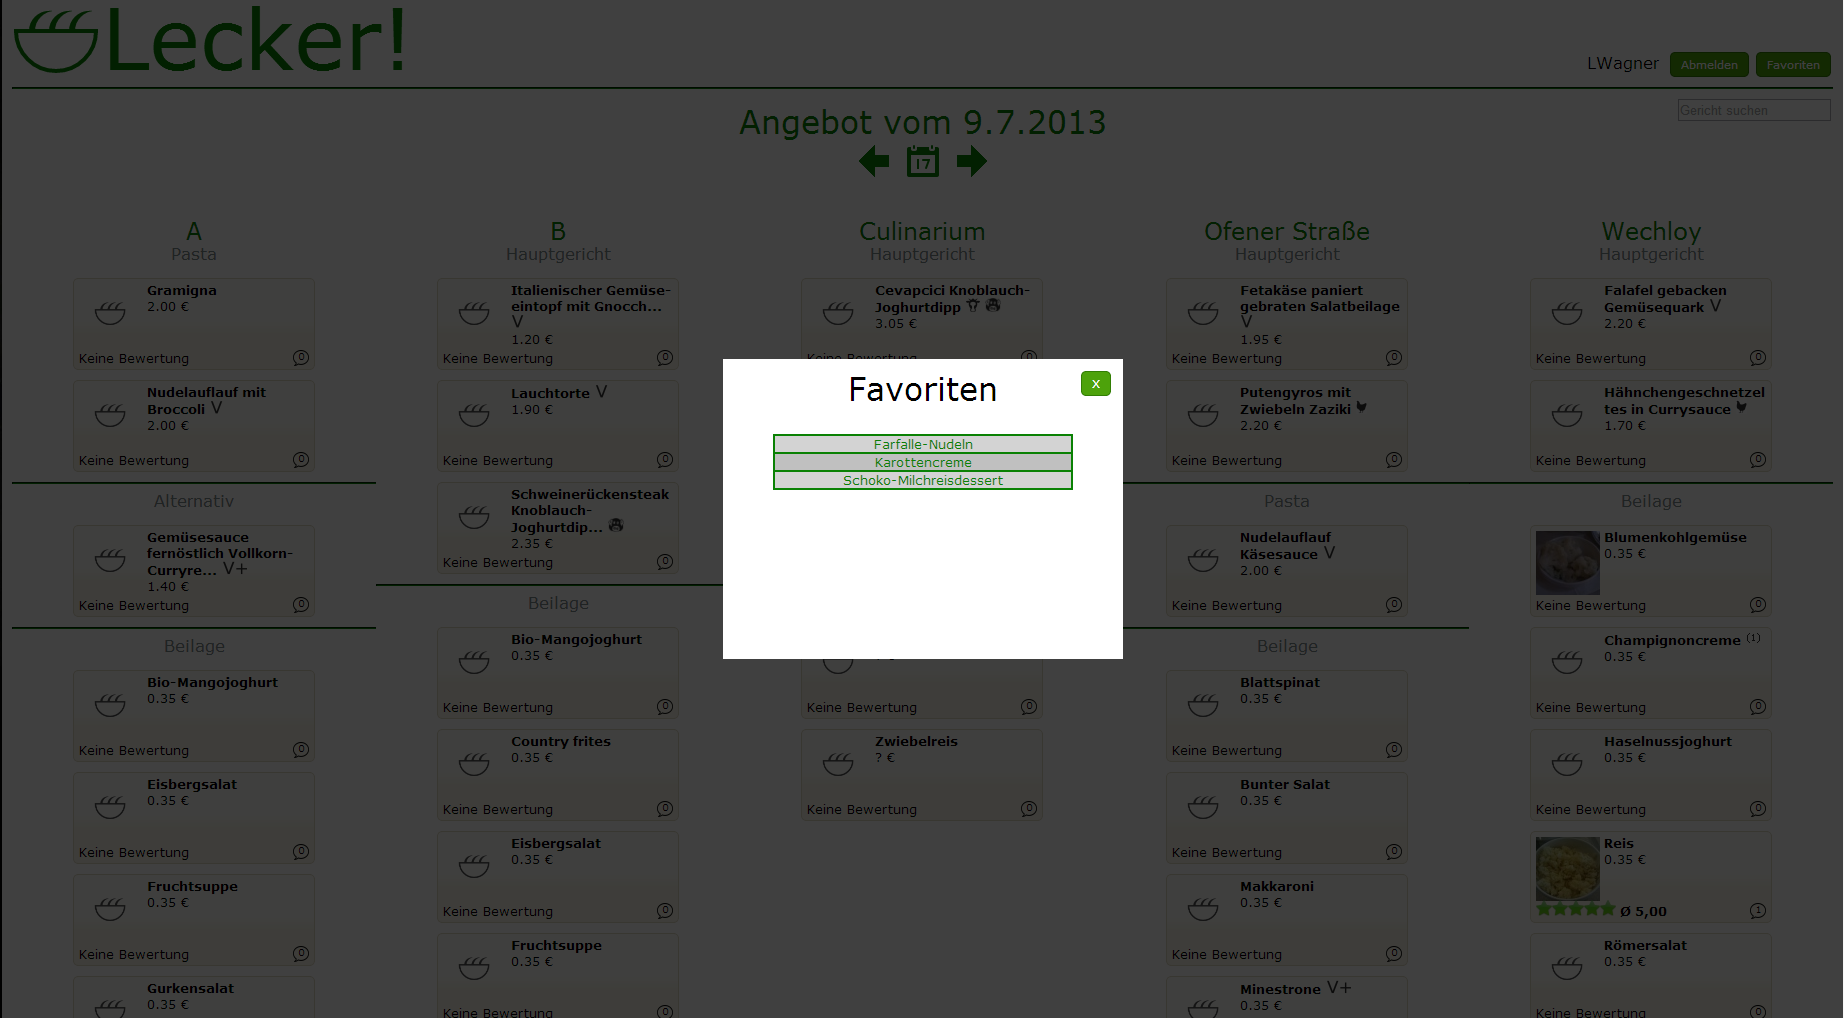 Lecker!
LWagner
Abmelden
Favoriten
Gericht suchen
Angebot vom 9.7.2013
17
A
Pasta
Gramigna
2.00 €
Keine Bewertung
0
Nudelauflauf mit
Broccoli V
2.00 €
Keine Bewertung
0
Alternativ
Gemüsesauce
fernöstlich Vollkorn-
Curryre... V+
1.40 €
Keine Bewertung
0
Beilage
Bio-Mangojoghurt
0.35 €
Keine Bewertung
0
Eisbergsalat
0.35 €
Keine Bewertung
0
Fruchtsuppe
0.35 €
Keine Bewertung
0
Gurkensalat
0.35 €
B
Hauptgericht
Italienischer Gemüse-
eintopf mit Gnocch...
V
1.20 €
Keine Bewertung
0
Lauchtorte V
1.90 €
Keine Bewertung
0
Schweinerückensteak
Knoblauch-
Joghurtdip...
2.35 €
Keine Bewertung
0
Beilage
Bio-Mangojoghurt
0.35 €
Keine Bewertung
0
Country frites
0.35 €
Keine Bewertung
0
Eisbergsalat
0.35 €
Keine Bewertung
0
Fruchtsuppe
0.35 €
Keine Bewertung
0
Culinarium
Hauptgericht
Cevapcici Knoblauch-
Joghurtdipp
3.05 €
Keine Bewertung
0
Favoriten
x
Farfalle-Nudeln
Karottencreme
Schoko-Milchreisdessert
Keine Bewertung
0
Zwiebelreis
? €
Keine Bewertung
0
Ofener Straße
Hauptgericht
Fetakäse paniert
gebraten Salatbeilage
V
1.95 €
Keine Bewertung
0
Putengyros mit
Zwiebeln Zaziki
2.20 €
Keine Bewertung
0
Pasta
Nudelauflauf
Käsesauce V
2.00 €
Keine Bewertung
0
Beilage
Blattspinat
0.35 €
Keine Bewertung
0
Bunter Salat
0.35 €
Keine Bewertung
0
Makkaroni
0.35 €
Keine Bewertung
0
Minestrone V+
0.35 €
Wechloy
Hauptgericht
Falafel gebacken
Gemüsequark V
2.20 €
Keine Bewertung
0
Hähnchengeschnetzel
tes in Currysauce
1.70 €
Keine Bewertung
0
Beilage
Blumenkohlgemüse
0.35 €
Keine Bewertung
0
Champignoncreme (1)
0.35 €
Keine Bewertung
0
Haselnussjoghurt
0.35 €
Keine Bewertung
0
Reis
0.35 €
Ø 5,00
1
Römersalat
0.35 €
Keine Bewertung
0